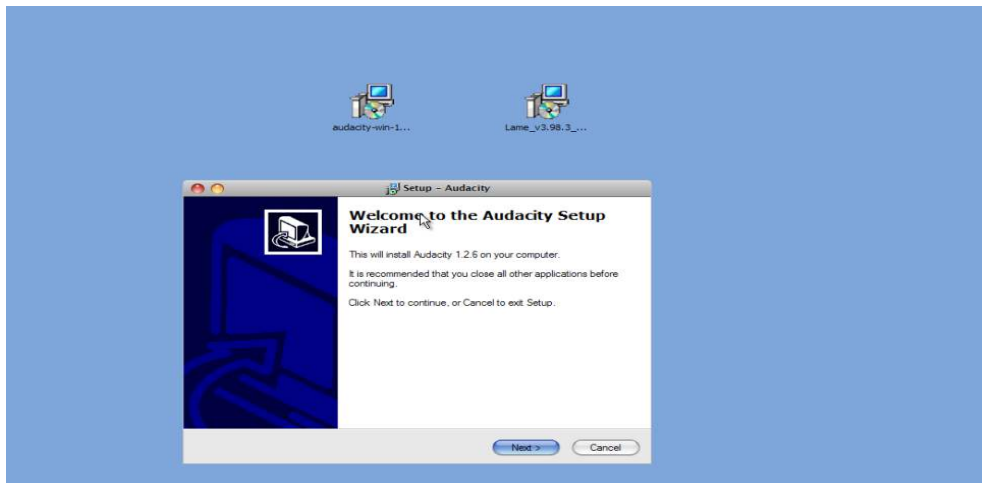 audacity-win-1...
Lame_v3.98.3_...
Setup - Audacity
Welcome to the Audacity Setup
Wizard
This will install Audacity 1.2.6 on your computer.
It is recommended that you close all other applications before
continuing.
Click Next to continue, or Cancel to exit Setup.
Next >
Cancel